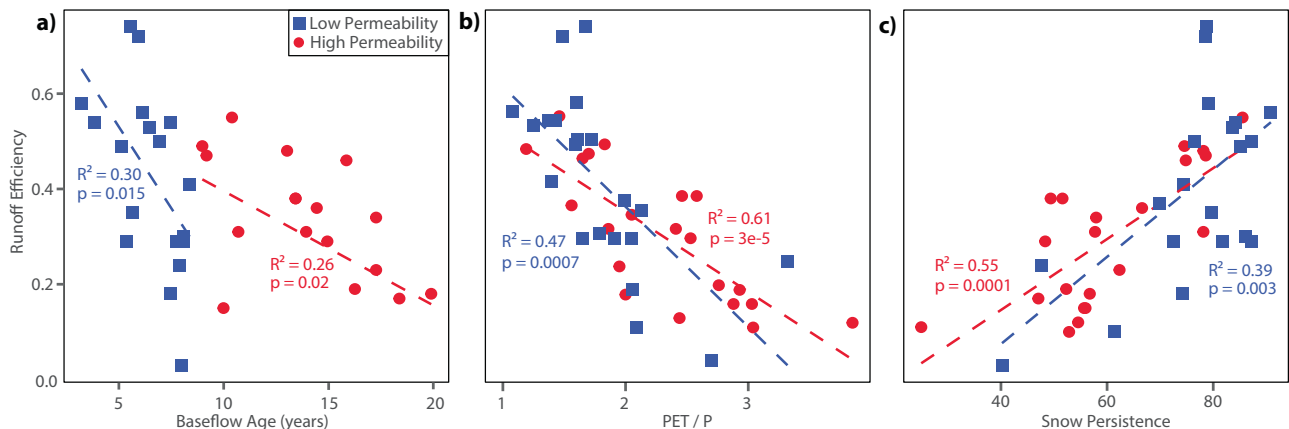 a)
Low Permeability
High Permeability
Runoff Efficiency
0.6
0.4
0.2
0.0
R² = 0.30
p = 0.015
R² = 0.26
p = 0.02
5
10
15
20
Baseflow Age (years)
b)
R² = 0.47
p = 0.0007
R² = 0.61
p = 3e-5
1
2
3
PET / P
c)
R² = 0.55
p = 0.0001
R² = 0.39
p = 0.003
40
60
80
Snow Persistence